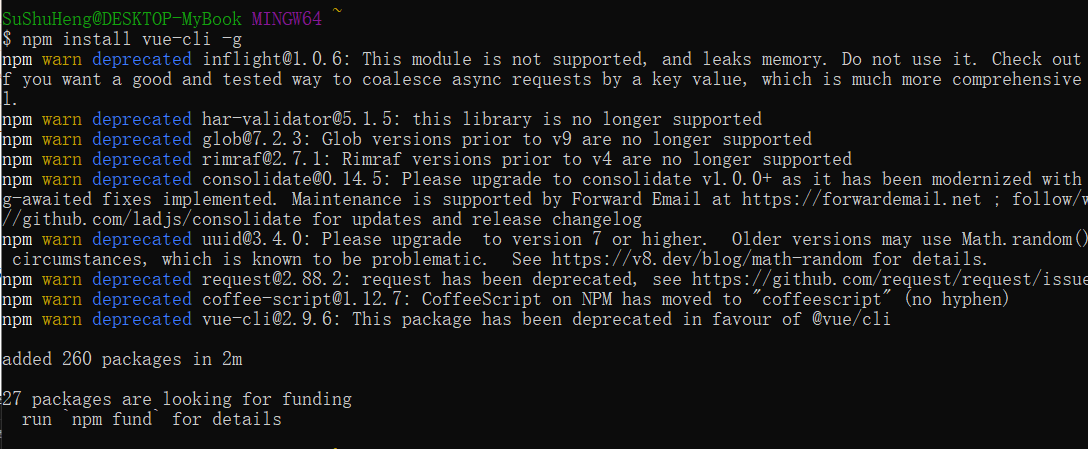 SuShuHeng@DESKTOP-MyBook MINGW64 ~
$ npm install vue-cli -g
npm warn deprecated inflight@1.0.6: This module is not supported, and leaks memory. Do not use it. Check out
f you want a good and tested way to coalesce async requests by a key value, which is much more comprehensive
l.
npm warn deprecated har-validator@5.1.5: this library is no longer supported
npm warn deprecated glob@7.2.3: Glob versions prior to v9 are no longer supported
npm warn deprecated rimraf@2.7.1: Rimraf versions prior to v4 are no longer supported
npm warn deprecated consolidate@0.14.5: Please upgrade to consolidate v1.0.0+ as it has been modernized with
g-awaited fixes implemented. Maintenance is supported by Forward Email at https://forwardemail.net ; follow/w
//github.com/ladjs/consolidate for updates and release changelog
npm warn deprecated uuid@3.4.0: Please upgrade  to version 7 or higher.  Older versions may use Math.random()
 circumstances, which is known to be problematic.  See https://v8.dev/blog/math-random for details.
npm warn deprecated request@2.88.2: request has been deprecated, see https://github.com/request/request/issue
npm warn deprecated coffee-script@1.12.7: CoffeeScript on NPM has moved to "coffeescript" (no hyphen)
npm warn deprecated vue-cli@2.9.6: This package has been deprecated in favour of @vue/cli
added 260 packages in 2m
27 packages are looking for funding
  run `npm fund` for details